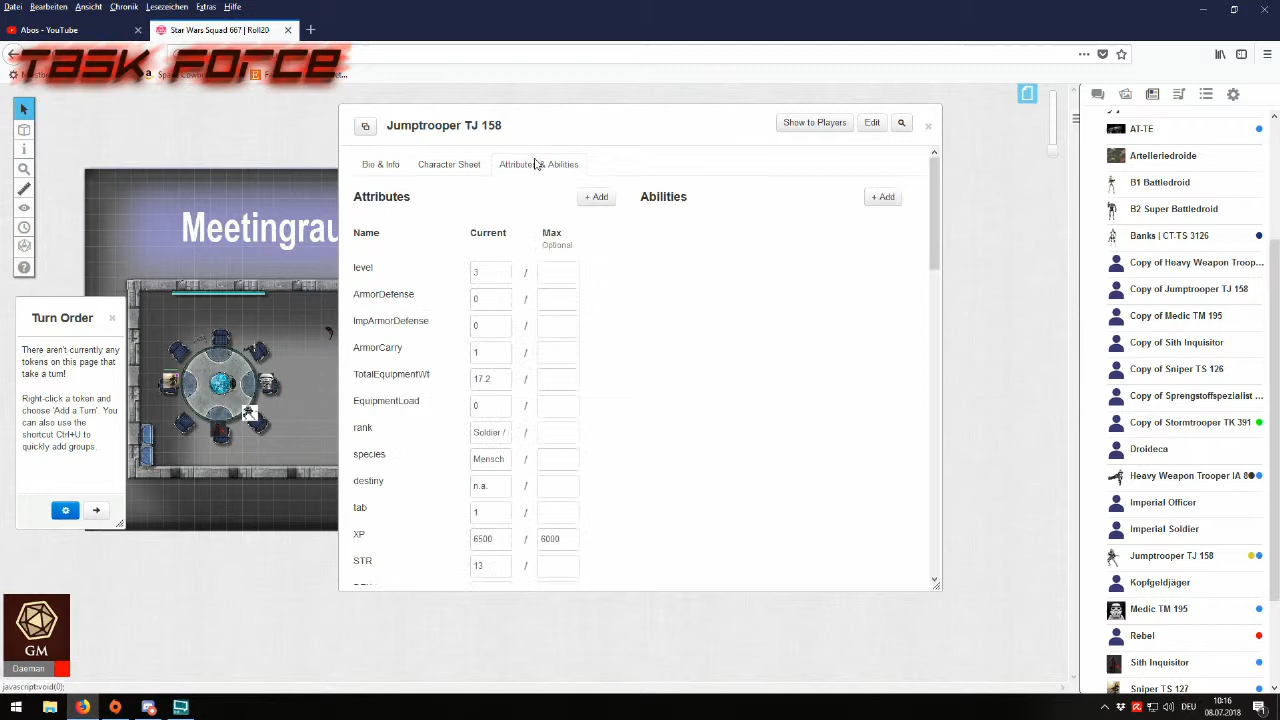 Datei Bearbeiten Ansicht Chronik Lesezeichen Extras Hilfe
Abos - YouTube
Star Wars Squad 667 | Roll20
TASK FORCE
Jumptrooper TJ 158
Show to Players
Edit
Bio & Info
Character Sheet
Attributes & Abilities
Attributes
+ Add
Abilities
+ Add
Name
Current
Max
Optional
level
3 /
ArmorDefense
0 /
ImpArmorDefense
0 /
ArmorCarry
1 /
TotalEquipmentWt
17.2 /
EquipmentLoad
0 /
rank
Soldier /
species
Mensch /
destiny
n.a. /
tab
1 /
XP
6500 / 6000
STR
13 /
Meetingrau
Turn Order
There aren't currently any
tokens on this page that
take a turn!
Right-click a token and
choose 'Add a Turn'. You
can also use the
shortcut Ctrl+U to
quickly add groups.
GM
Daeman
javascript:void(0);
AT-TE
Artelleriedroide
B1 Battledroid
B2 Super Battledroid
Banks | CT-TS 3126
Copy of Heavy Weapon Troop...
Copy of Jumptrooper TJ 158
Copy of Medic TM 195
Copy of Sith Inquisitor
Copy of Sniper TS 126
Copy of Sprengstoffspezialist ...
Copy of Stormtrooper TK 391
Droideca
Heavy Weapon Trooper IA 8
Imperial Officer
Imperial Soldier
Jumptrooper TJ 158
Kopfgeldjäger
Medic TM 195
Rebel
Sith Inquisitor
Sniper TS 127
DEU
10:16
08.07.2018